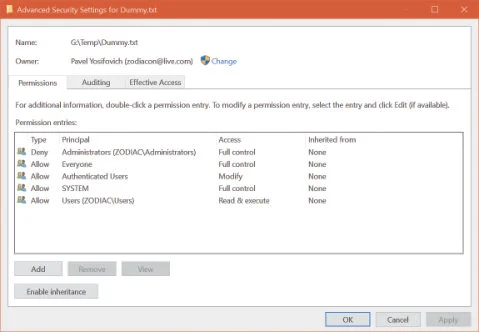 Advanced Security Settings for Dummy.txt
Name: G:\Temp\Dummy.txt
Owner: Pavel Yosifovich (zodiacon@live.com) Change
Permissions Auditing Effective Access
For additional information, double-click a permission entry. To modify a permission entry, select the entry and click Edit (if available).
Permission entries:
Type Principal Access Inherited from
Deny Administrators (ZODIAC\Administrators) Full control None
Allow Everyone Full control None
Allow Authenticated Users Modify None
Allow SYSTEM Full control None
Allow Users (ZODIAC\Users) Read & execute None
Add Remove View
Enable inheritance
OK Cancel Apply